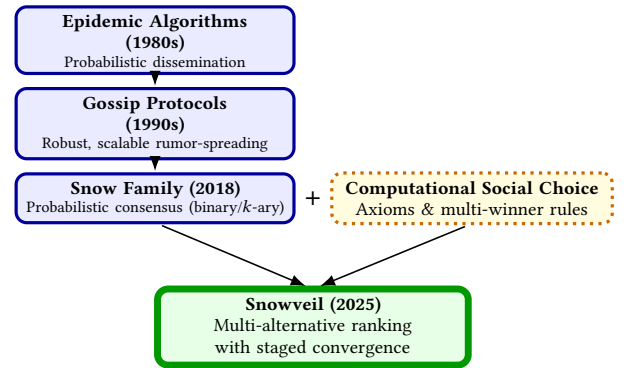 Epidemic Algorithms
(1980s)
Probabilistic dissemination
Gossip Protocols
(1990s)
Robust, scalable rumor-spreading
Snow Family (2018)
Probabilistic consensus (binary/k-ary)
+
Computational Social Choice
Axioms & multi-winner rules
Snowveil (2025)
Multi-alternative ranking
with staged convergence